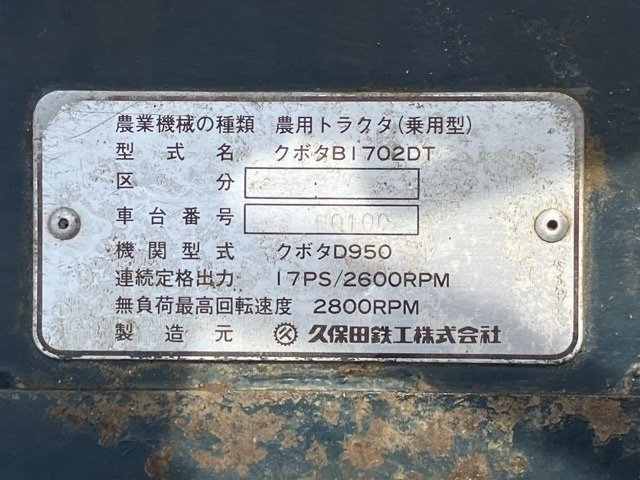 農業機械の種類 農用トラクタ(乗用型)
型式名 クボタB1702DT
区分
車台番号
機関型式 クボタD950
連続定格出力 17PS/2600RPM
無負荷最高回転速度 2800RPM
製造元 久保田鉄工株式会社